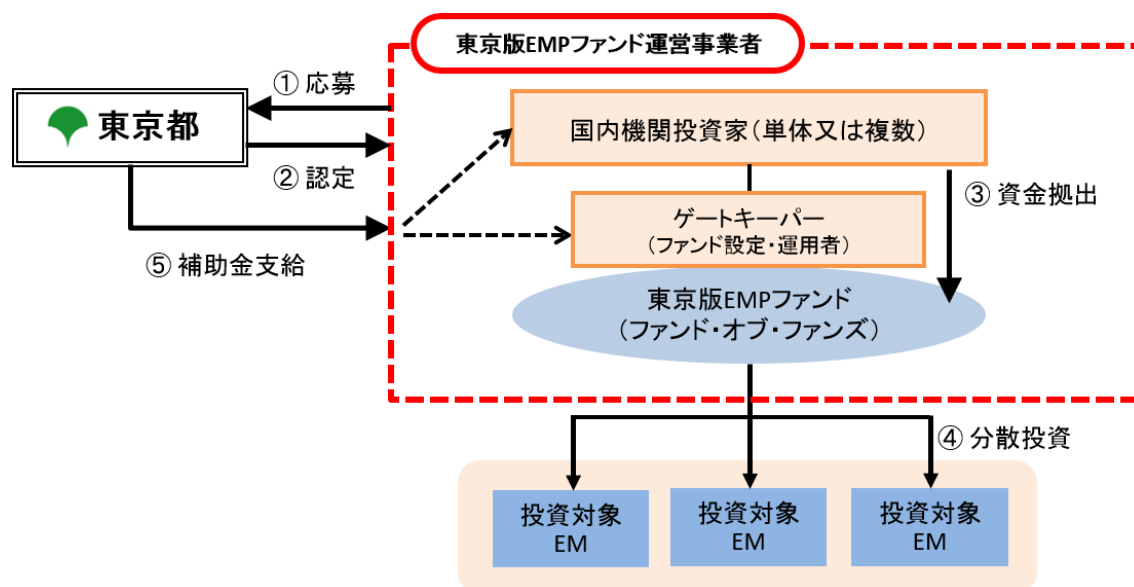 東京版EMPファンド運営事業者
① 応募
東京都
② 認定
国内機関投資家(単体又は複数)
③ 資金拠出
ゲートキーパー
(ファンド設定・運用者)
⑤ 補助金支給
東京版EMPファンド
(ファンド・オブ・ファンズ)
④ 分散投資
投資対象
EM
投資対象
EM
投資対象
EM